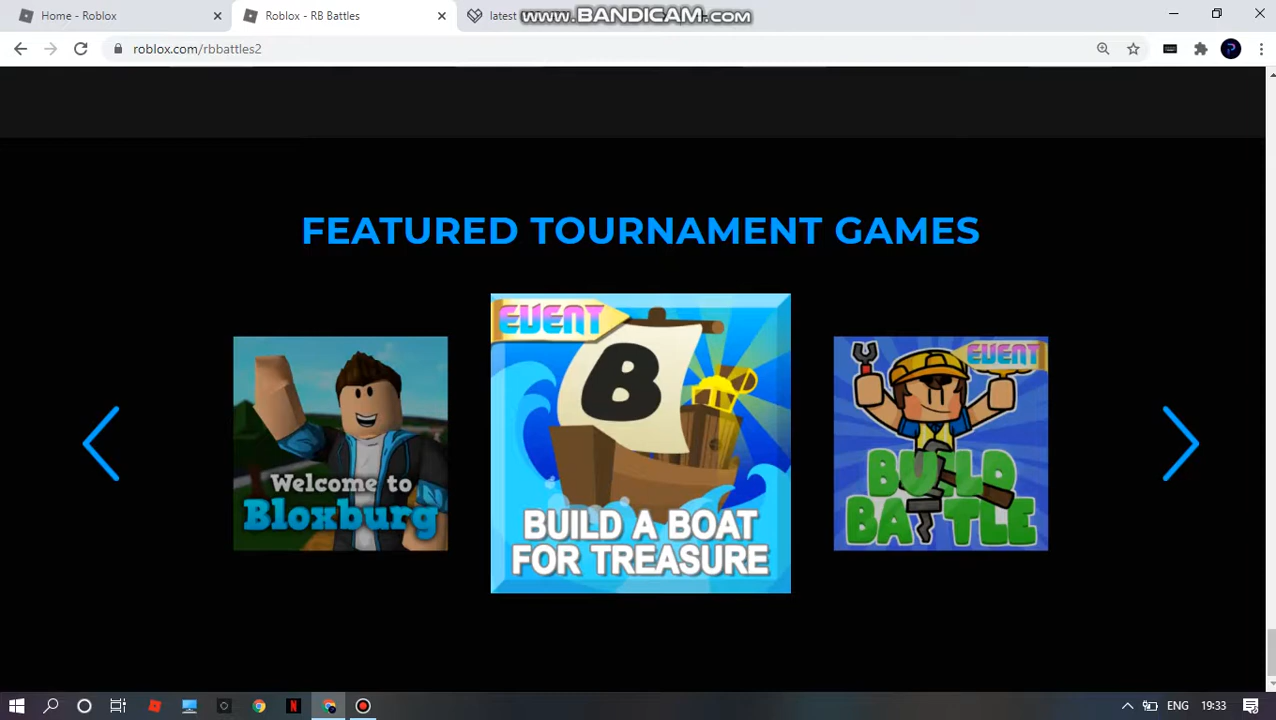 Home - Roblox
Roblox - RB Battles
latest
www.BANDICAM.com
roblox.com/rbbattles2
FEATURED TOURNAMENT GAMES
Welcome to
Bloxburg
EVENT
B
BUILD A BOAT
FOR TREASURE
EVENT
BUILD
BATTLE
ENG
19:33